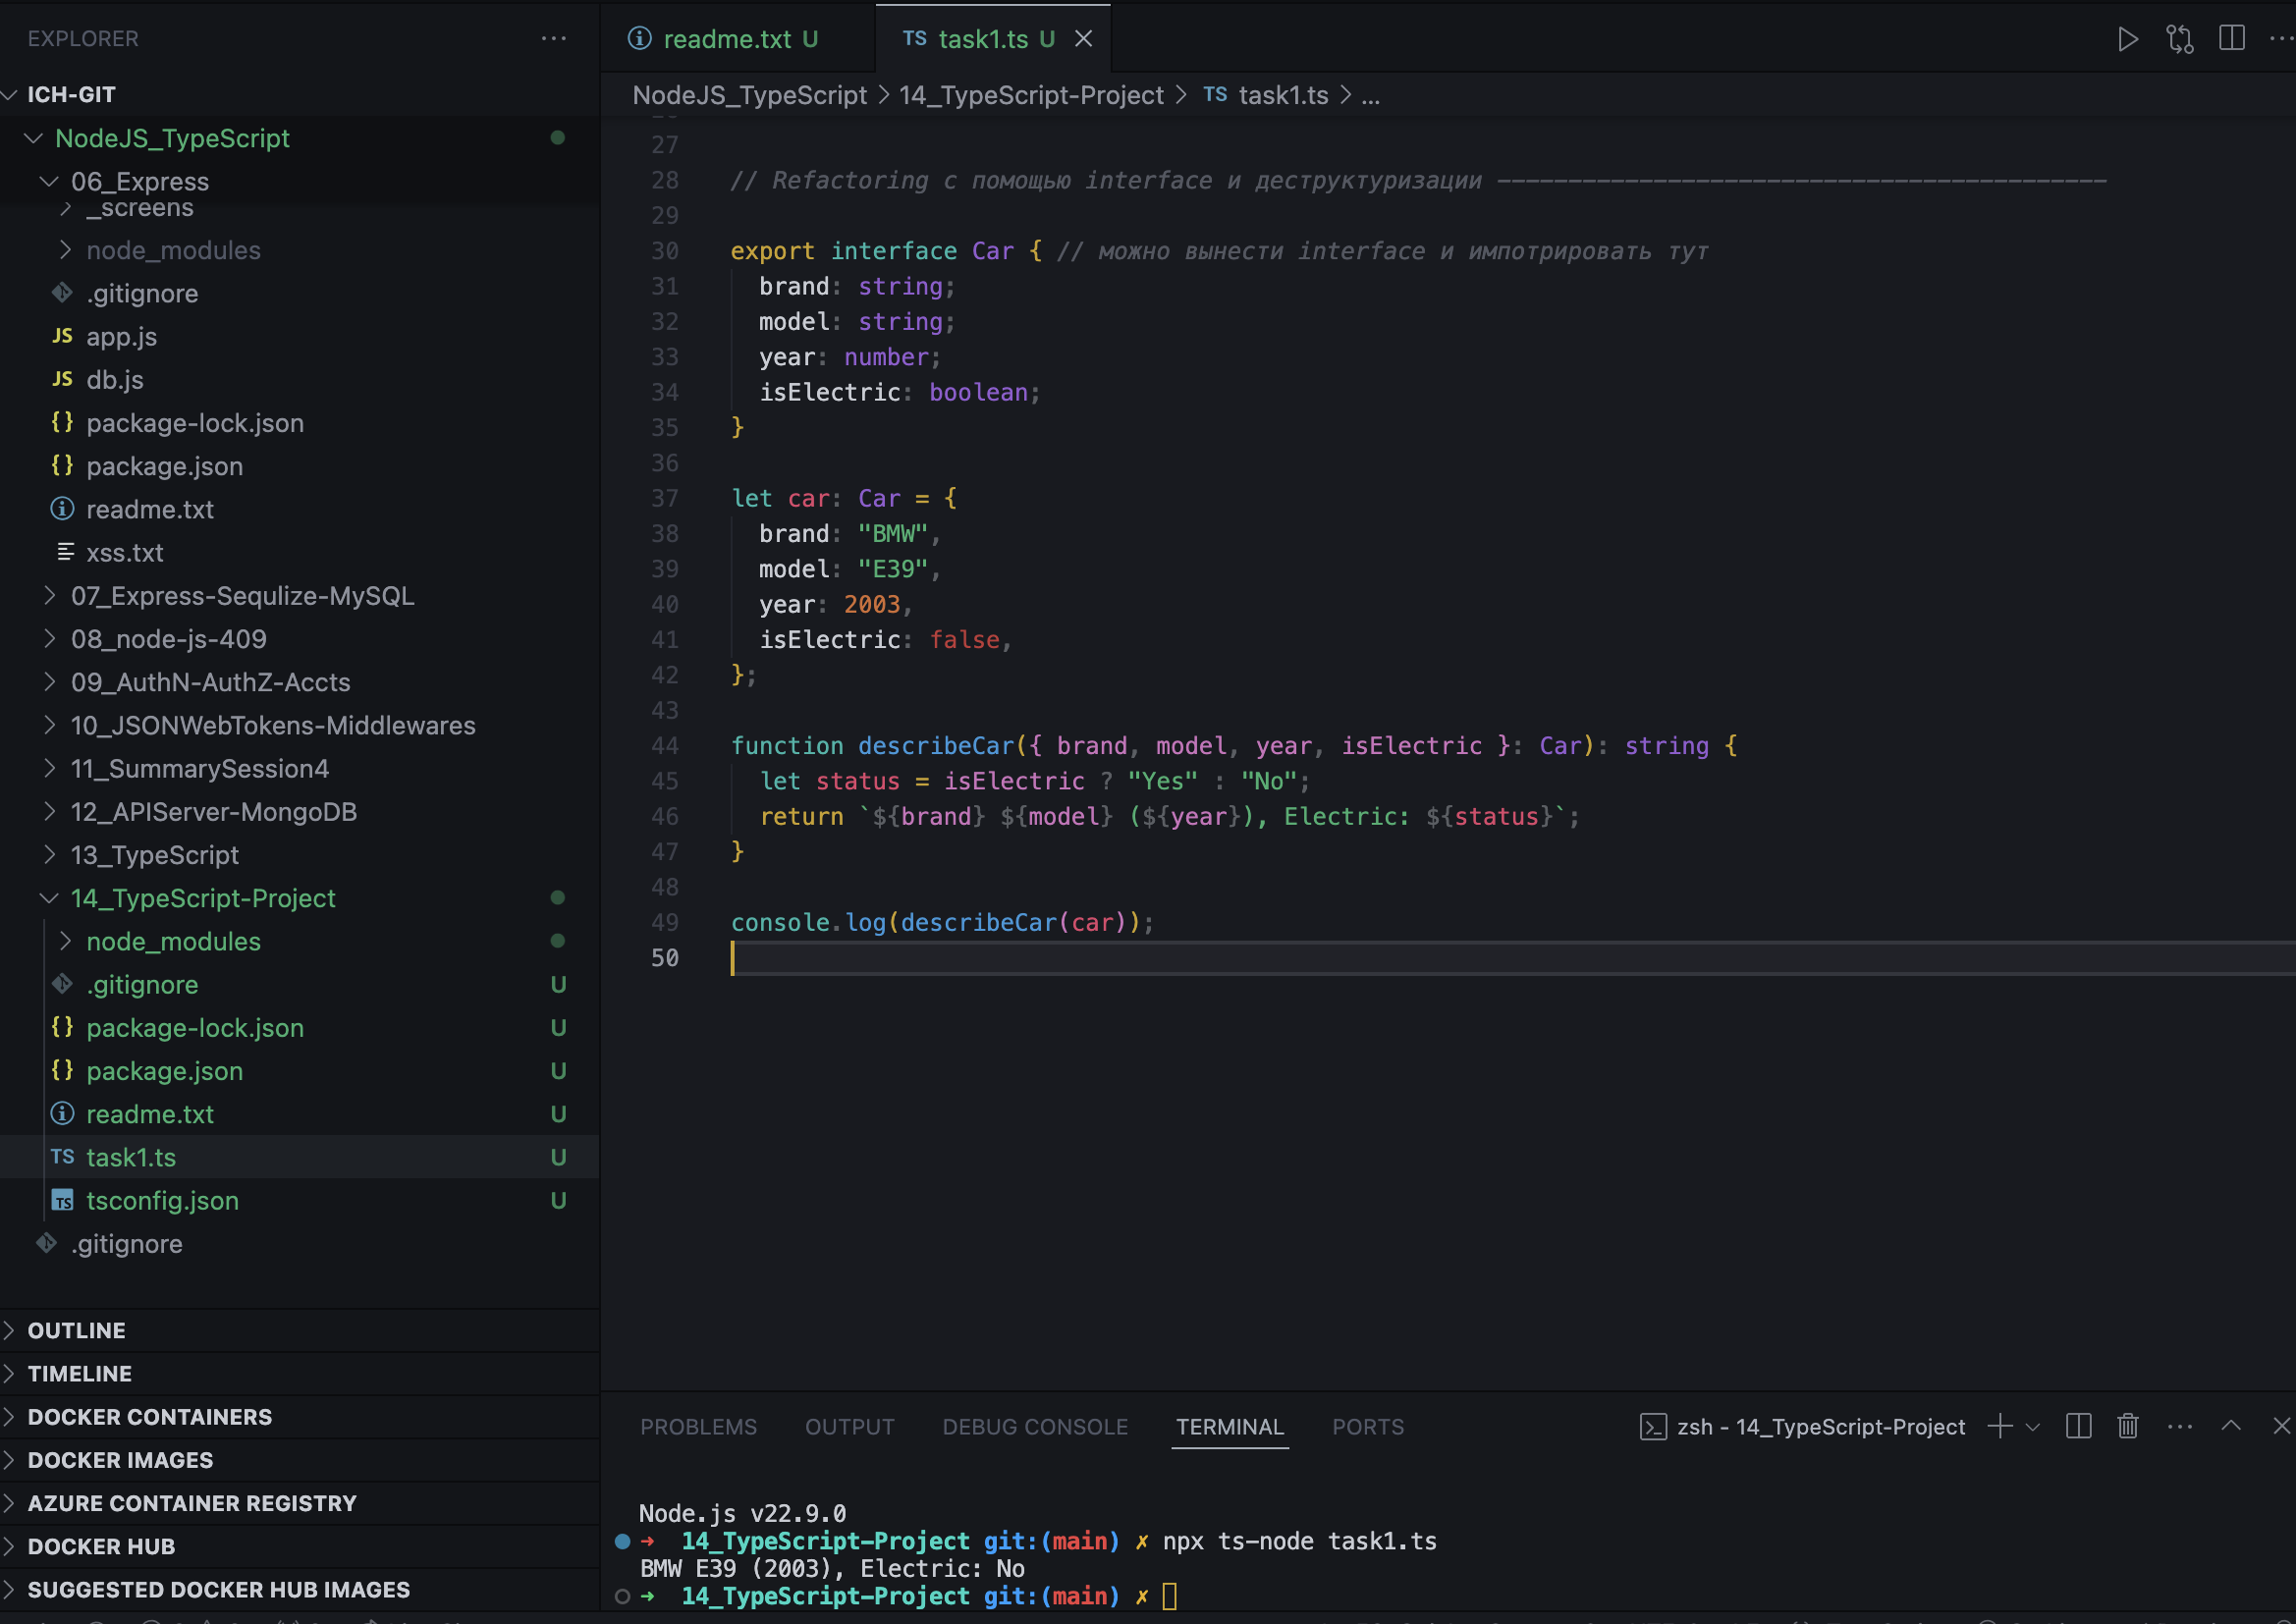 EXPLORER
ICH-GIT
NodeJS_TypeScript
06_Express
_screens
node_modules
.gitignore
JS app.js
JS db.js
{} package-lock.json
{} package.json
readme.txt
xss.txt
07_Express-Sequlize-MySQL
08_node-js-409
09_AuthN-AuthZ-Accts
10_JSONWebTokens-Middlewares
11_SummarySession4
12_APIServer-MongoDB
13_TypeScript
14_TypeScript-Project
node_modules
.gitignore U
{} package-lock.json U
{} package.json U
readme.txt U
TS task1.ts U
TS tsconfig.json U
.gitignore
OUTLINE
TIMELINE
DOCKER CONTAINERS
DOCKER IMAGES
AZURE CONTAINER REGISTRY
DOCKER HUB
SUGGESTED DOCKER HUB IMAGES
readme.txt U
TS task1.ts U
NodeJS_TypeScript > 14_TypeScript-Project > TS task1.ts > ...
27
28 // Refactoring с помощью interface и деструктуризации -------------------------------------------
29
30 export interface Car { // можно вынести interface и импотрировать тут
31 brand: string;
32 model: string;
33 year: number;
34 isElectric: boolean;
35 }
36
37 let car: Car = {
38 brand: "BMW",
39 model: "E39",
40 year: 2003,
41 isElectric: false,
42 };
43
44 function describeCar({ brand, model, year, isElectric }: Car): string {
45 let status = isElectric ? "Yes" : "No";
46 return `${brand} ${model} (${year}), Electric: ${status}`;
47 }
48
49 console.log(describeCar(car));
50
PROBLEMS OUTPUT DEBUG CONSOLE TERMINAL PORTS
zsh - 14_TypeScript-Project
Node.js v22.9.0
➜ 14_TypeScript-Project git:(main) ✗ npx ts-node task1.ts
BMW E39 (2003), Electric: No
➜ 14_TypeScript-Project git:(main) ✗